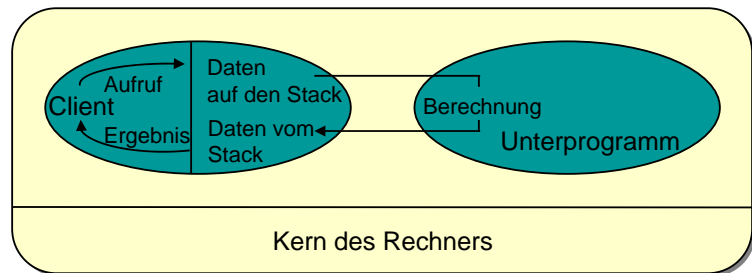 Aufruf
Client
Ergebnis
Daten
auf den Stack
Daten vom
Stack
Berechnung
Unterprogramm
Kern des Rechners